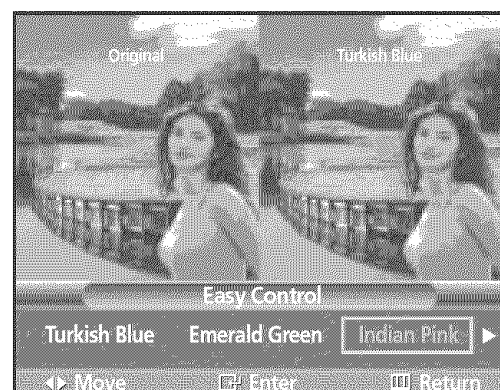 Original Turkish Blue
Easy Control
Turkish Blue Emerald Green Indian Pink
Move Enter Return